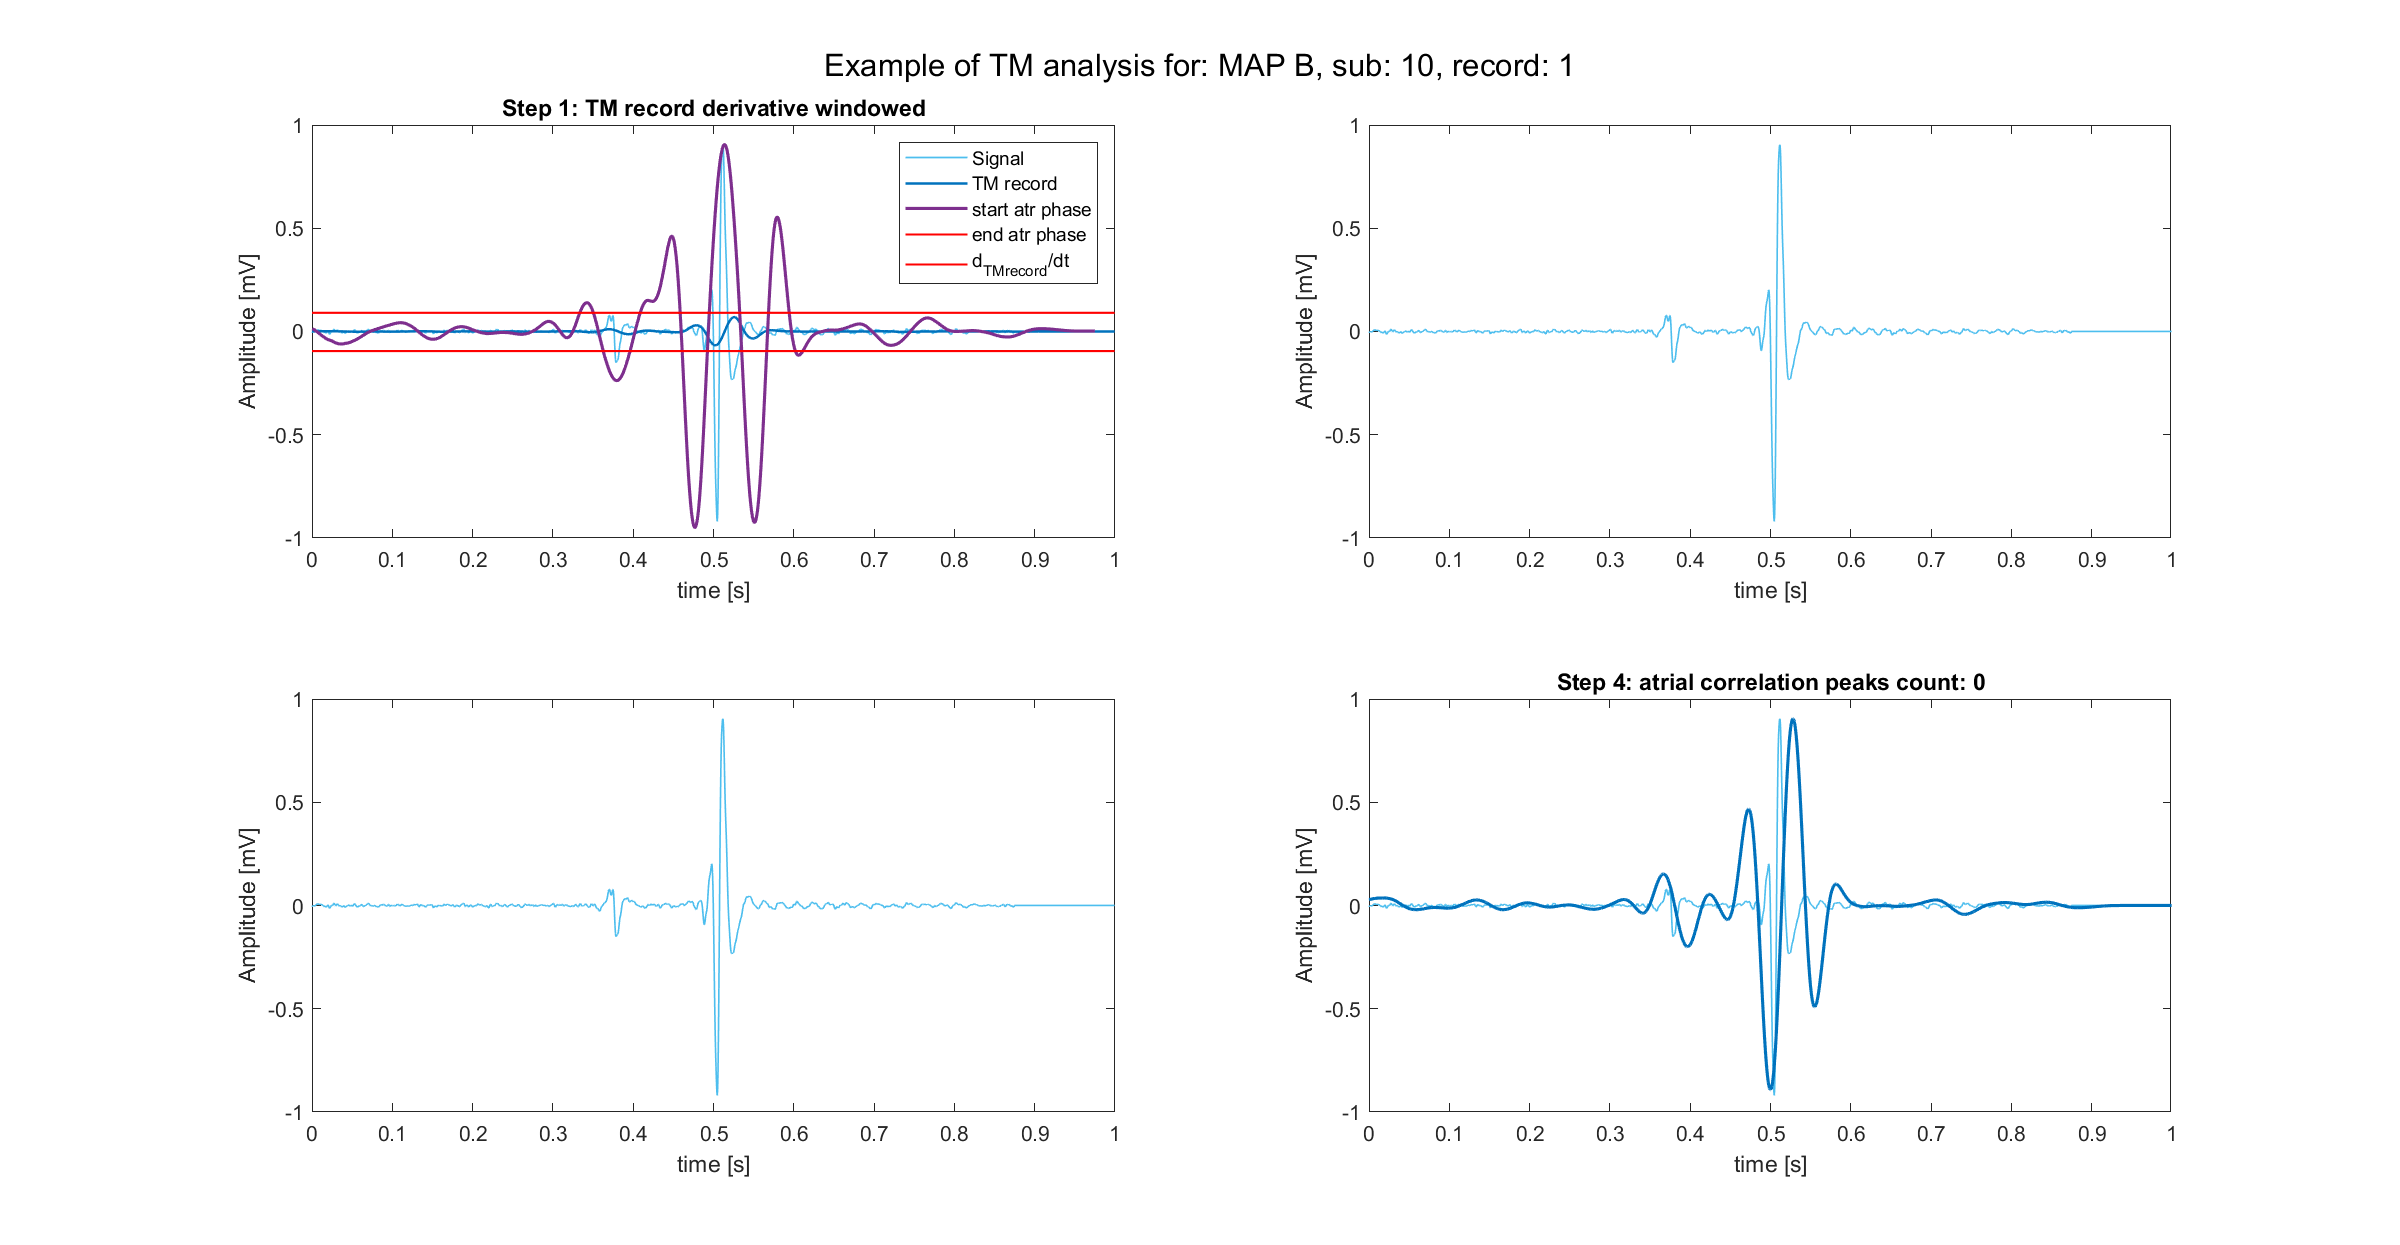 Example of TM analysis for: MAP B, sub: 10, record: 1
Step 1: TM record derivative windowed
Signal
TM record
start atr phase
end atr phase
d_TMrecord/dt
1
0.5
0
-0.5
-1
Amplitude [mV]
0 0.1 0.2 0.3 0.4 0.5 0.6 0.7 0.8 0.9 1
time [s]
1
0.5
0
-0.5
-1
Amplitude [mV]
0 0.1 0.2 0.3 0.4 0.5 0.6 0.7 0.8 0.9 1
time [s]
1
0.5
0
-0.5
-1
Amplitude [mV]
0 0.1 0.2 0.3 0.4 0.5 0.6 0.7 0.8 0.9 1
time [s]
Step 4: atrial correlation peaks count: 0
1
0.5
0
-0.5
-1
Amplitude [mV]
0 0.1 0.2 0.3 0.4 0.5 0.6 0.7 0.8 0.9 1
time [s]